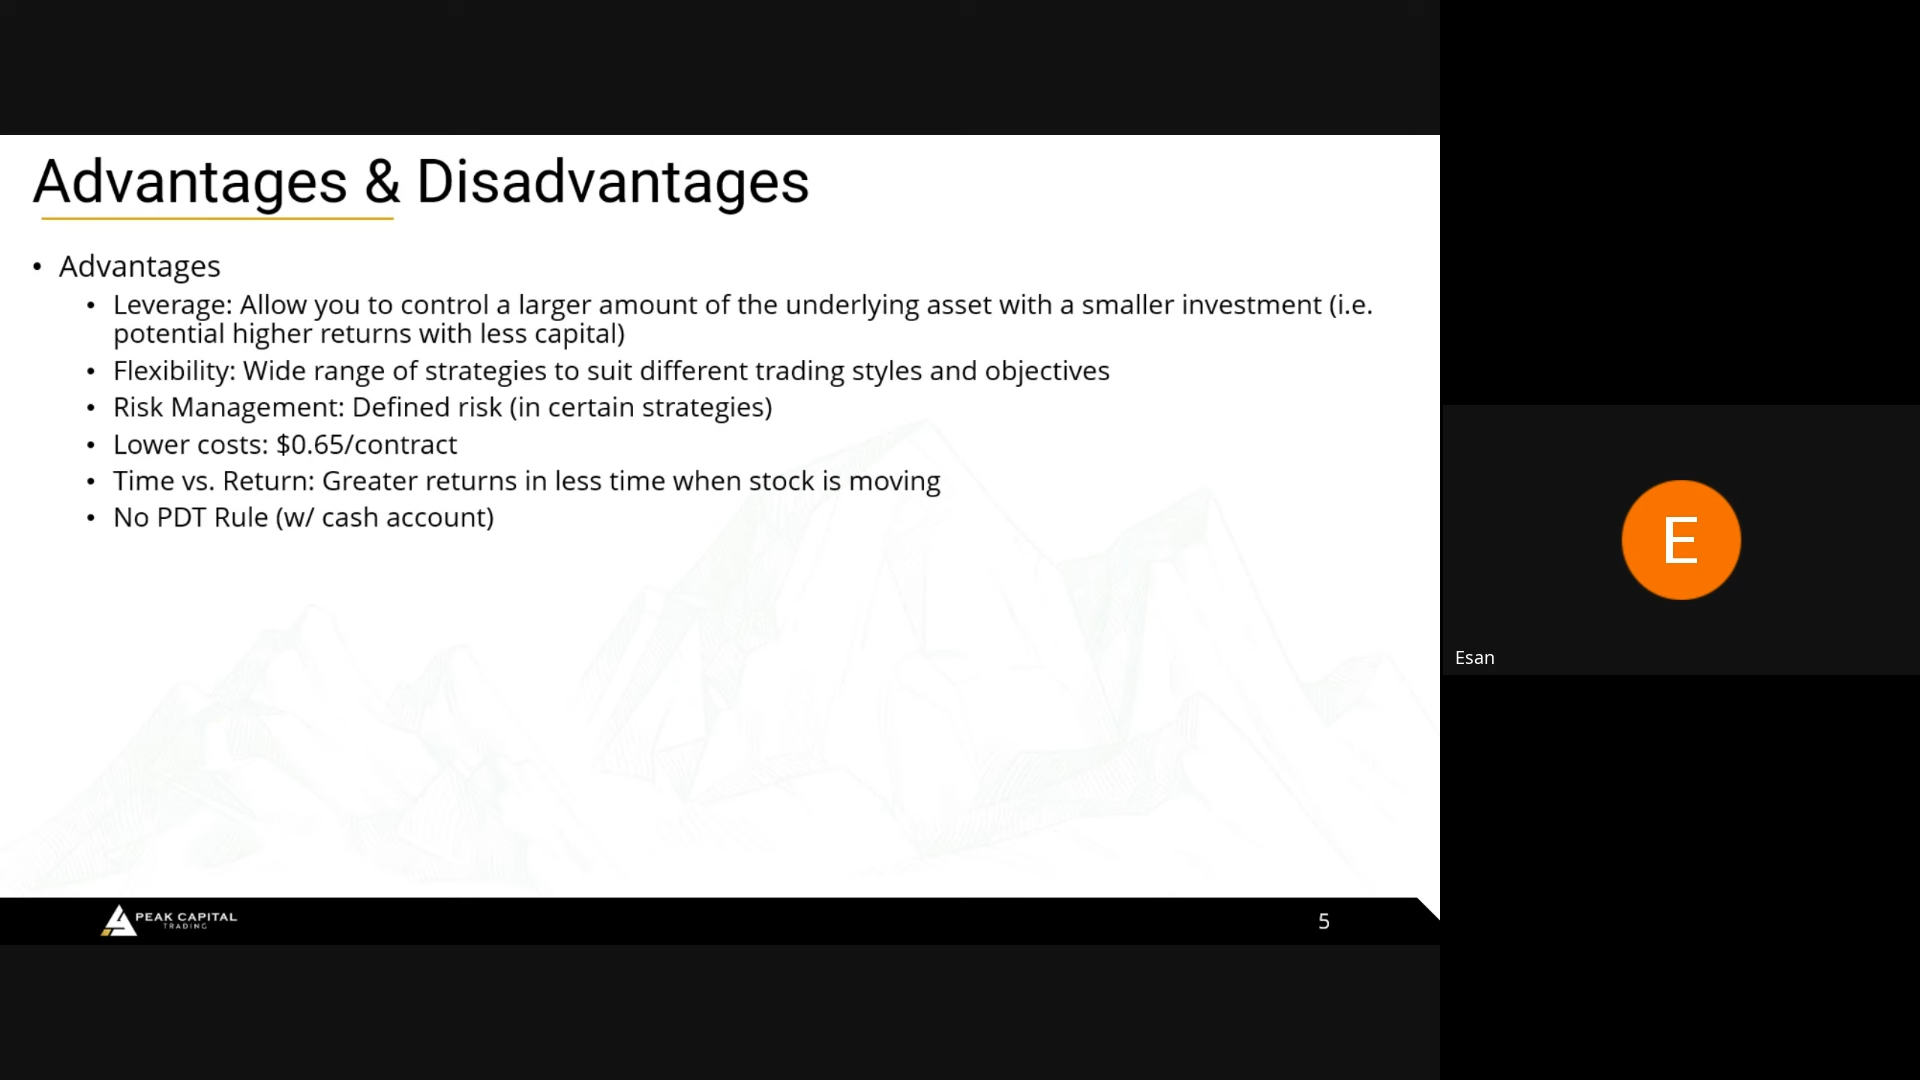 Advantages & Disadvantages
• Advantages
• Leverage: Allow you to control a larger amount of the underlying asset with a smaller investment (i.e.
potential higher returns with less capital)
• Flexibility: Wide range of strategies to suit different trading styles and objectives
• Risk Management: Defined risk (in certain strategies)
• Lower costs: $0.65/contract
• Time vs. Return: Greater returns in less time when stock is moving
• No PDT Rule (w/ cash account)
PEAK CAPITAL
TRADING
5
E
Esan